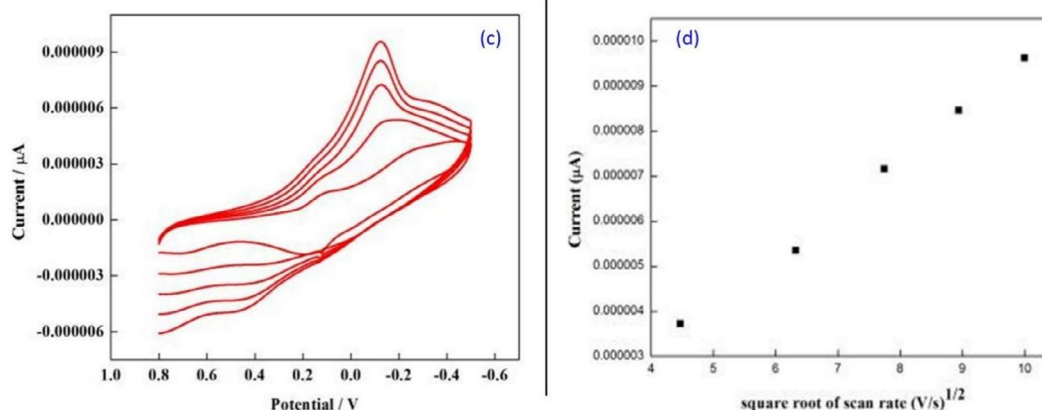 (c)
0.000009
0.000006
0.000003
0.000000
-0.000003
-0.000006
Current / μA
1.0 0.8 0.6 0.4 0.2 0.0 -0.2 -0.4 -0.6
Potential / V
(d)
0.000010
0.000009
0.000008
0.000007
0.000006
0.000005
0.000004
0.000003
Current (μA)
4 5 6 7 8 9 10
square root of scan rate (V/s)^1/2